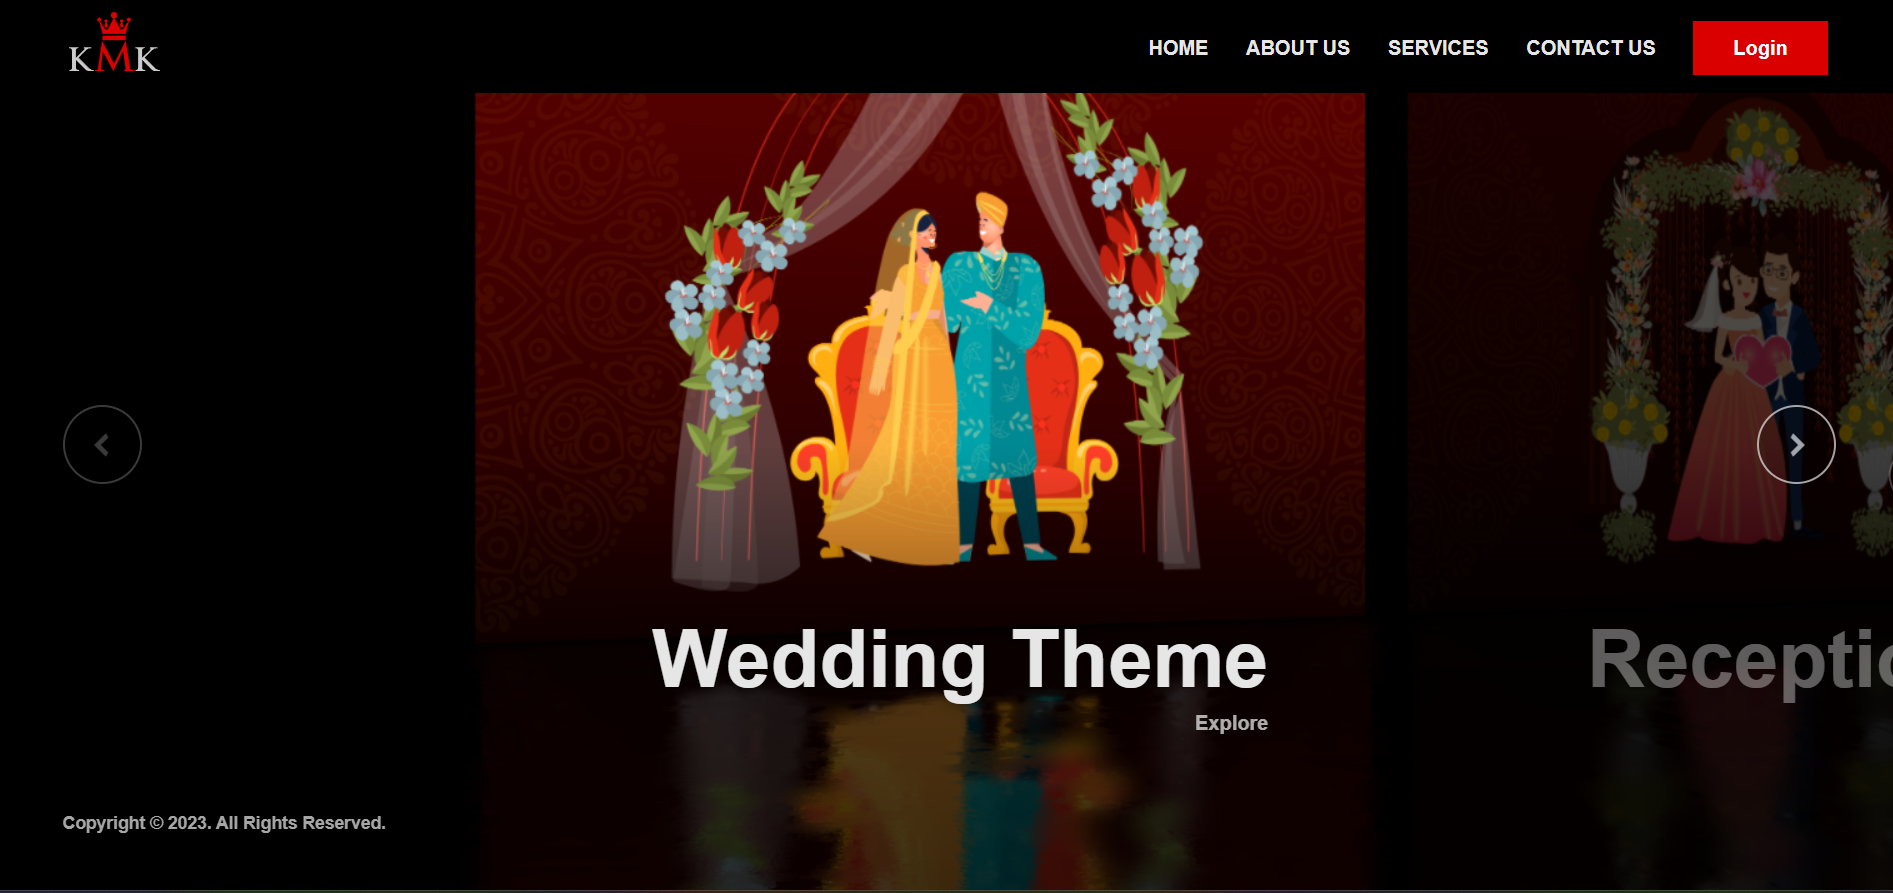 KMK
HOME
ABOUT US
SERVICES
CONTACT US
Login
Wedding Theme
Explore
Receptio
Copyright © 2023. All Rights Reserved.